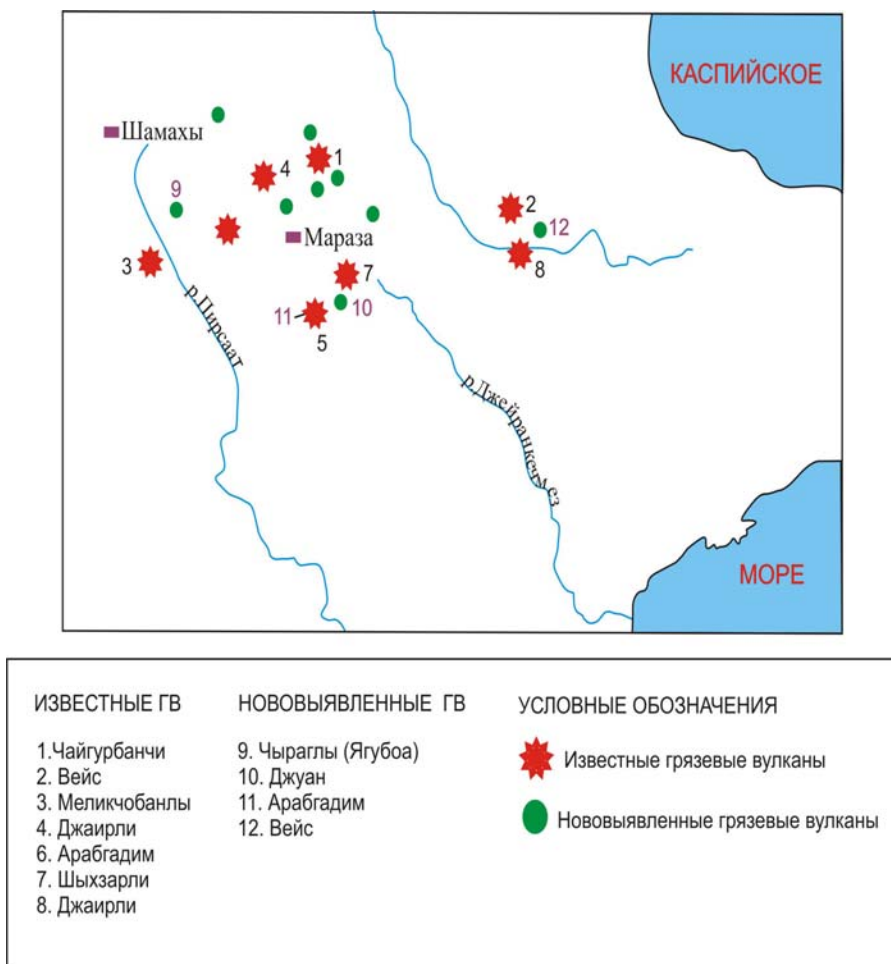 КАСПИЙСКОЕ
Шамахы
1
4
9
2
12
Мараза
3
7
8
р.Пирсаат
11
10
5
р.Джейранкечмез
МОРЕ
ИЗВЕСТНЫЕ ГВ
1.Чайгурбанчи
2. Вейс
3. Меликчобанлы
4. Джаирли
6. Арабгадим
7. Шыхзарли
8. Джаирли
НОВОВЫЯВЛЕННЫЕ ГВ
9. Чыраглы (Ягубоа)
10. Джуан
11. Арабгадим
12. Вейс
УСЛОВНЫЕ ОБОЗНАЧЕНИЯ
Известные грязевые вулканы
Нововыявленные грязевые вулканы